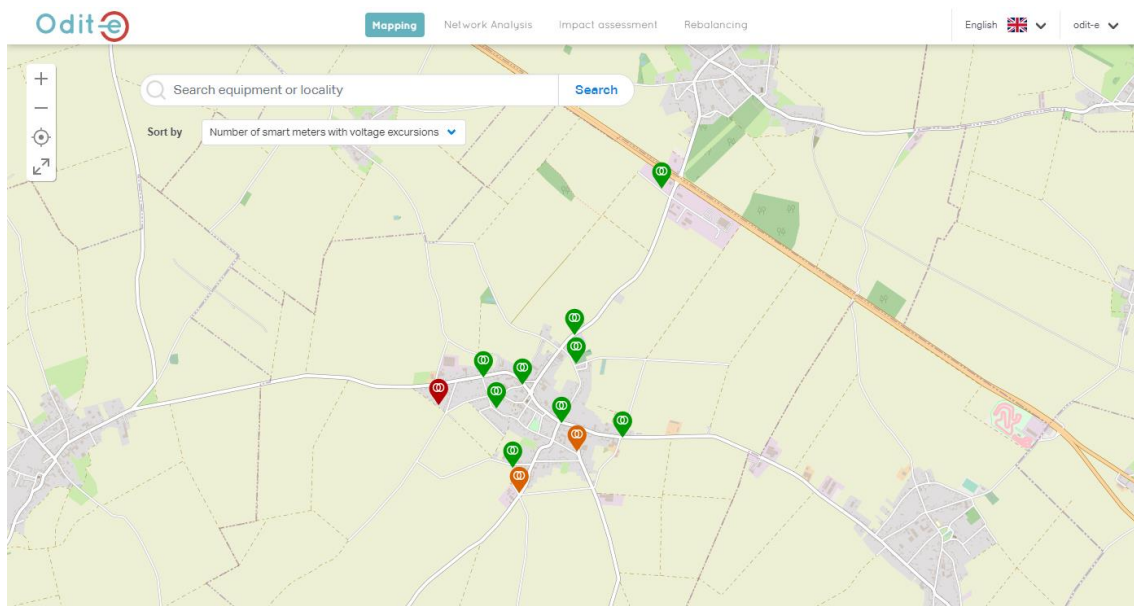 Odit-e
Mapping Network Analysis Impact assessment Rebalancing
English
odit-e
Search equipment or locality
Search
Sort by
Number of smart meters with voltage excursions